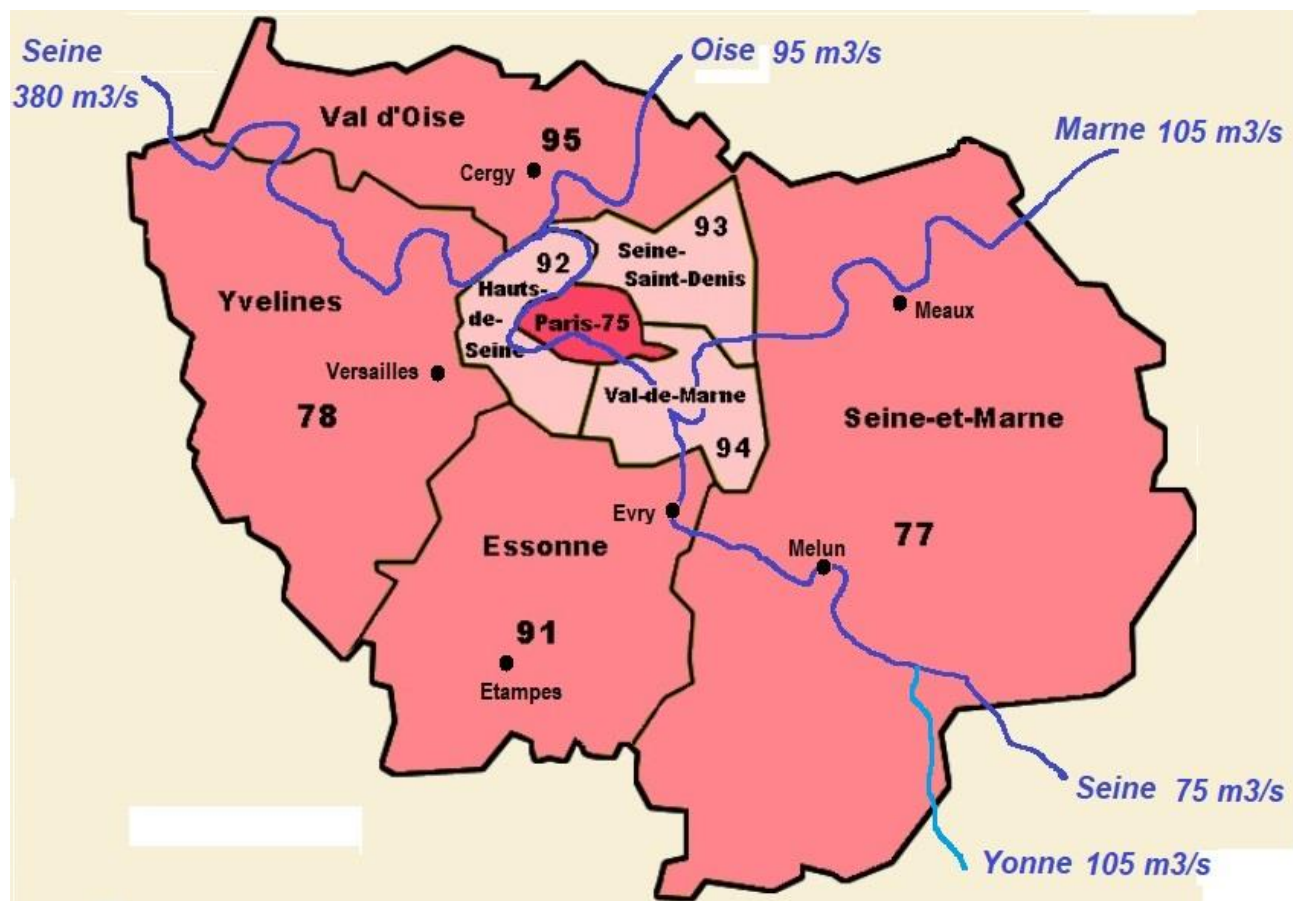 Seine
380 m3/s
Oise 95 m3/s
Marne 105 m3/s
Val d'Oise
95
Cergy
93
Seine-
Saint-Denis
92
Hauts-
de-
Seine
Paris-75
Meaux
Yvelines
Versailles
78
Val-de-Marne
94
Seine-et-Marne
77
Evry
Melun
Essonne
91
Etampes
Seine 75 m3/s
Yonne 105 m3/s